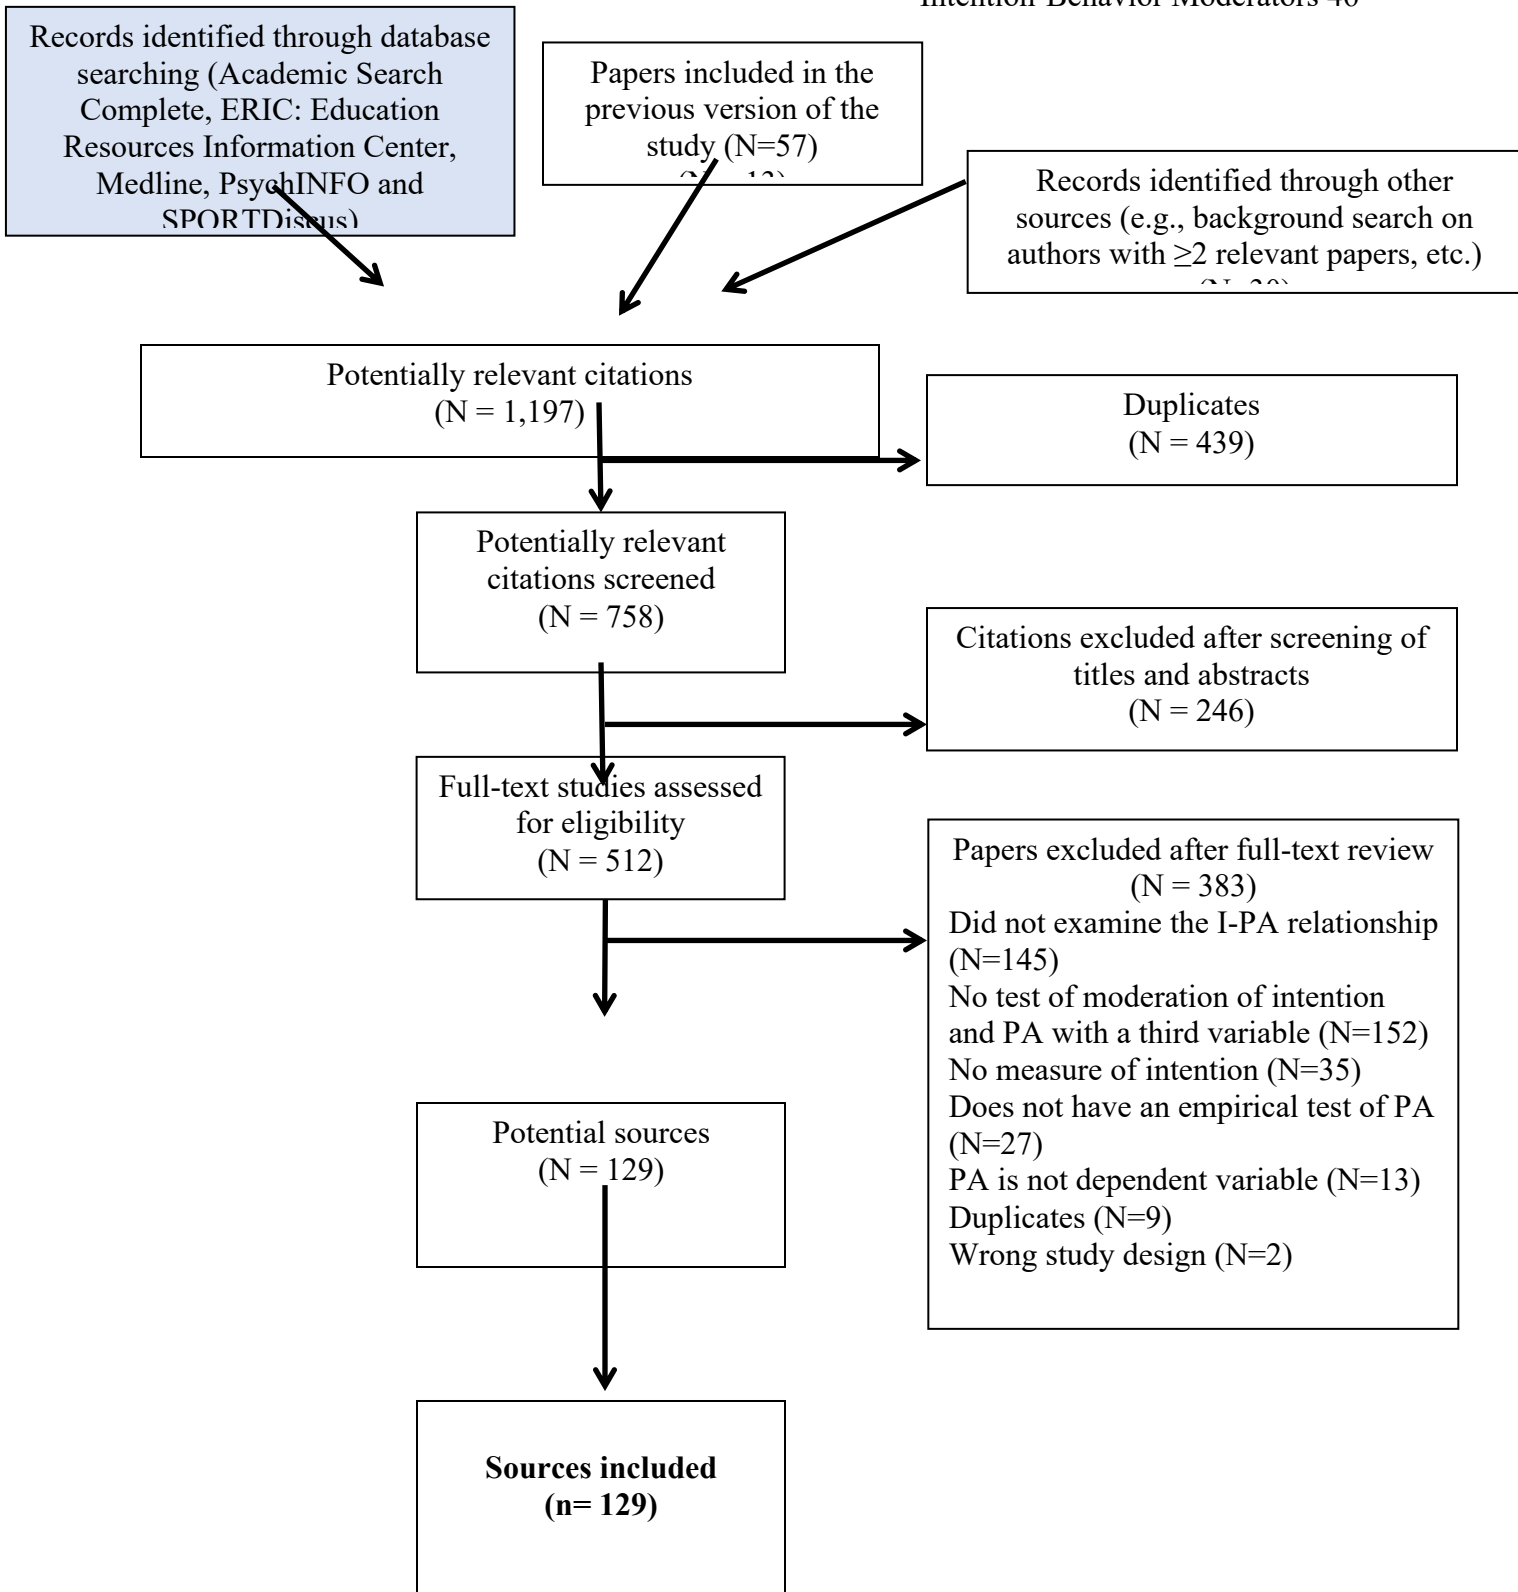 Intention-Behavior Moderators 46
Records identified through database
searching (Academic Search
Complete, ERIC: Education
Resources Information Center,
Medline, PsychINFO and
SPORTDiscus)
Papers included in the
previous version of the
study (N=57)
Records identified through other
sources (e.g., background search on
authors with ≥2 relevant papers, etc.)
Potentially relevant citations
(N = 1,197)
Duplicates
(N = 439)
Potentially relevant
citations screened
(N = 758)
Citations excluded after screening of
titles and abstracts
(N = 246)
Full-text studies assessed
for eligibility
(N = 512)
Papers excluded after full-text review
(N = 383)
Did not examine the I-PA relationship
(N=145)
No test of moderation of intention
and PA with a third variable (N=152)
No measure of intention (N=35)
Does not have an empirical test of PA
(N=27)
PA is not dependent variable (N=13)
Duplicates (N=9)
Wrong study design (N=2)
Potential sources
(N = 129)
Sources included
(n= 129)